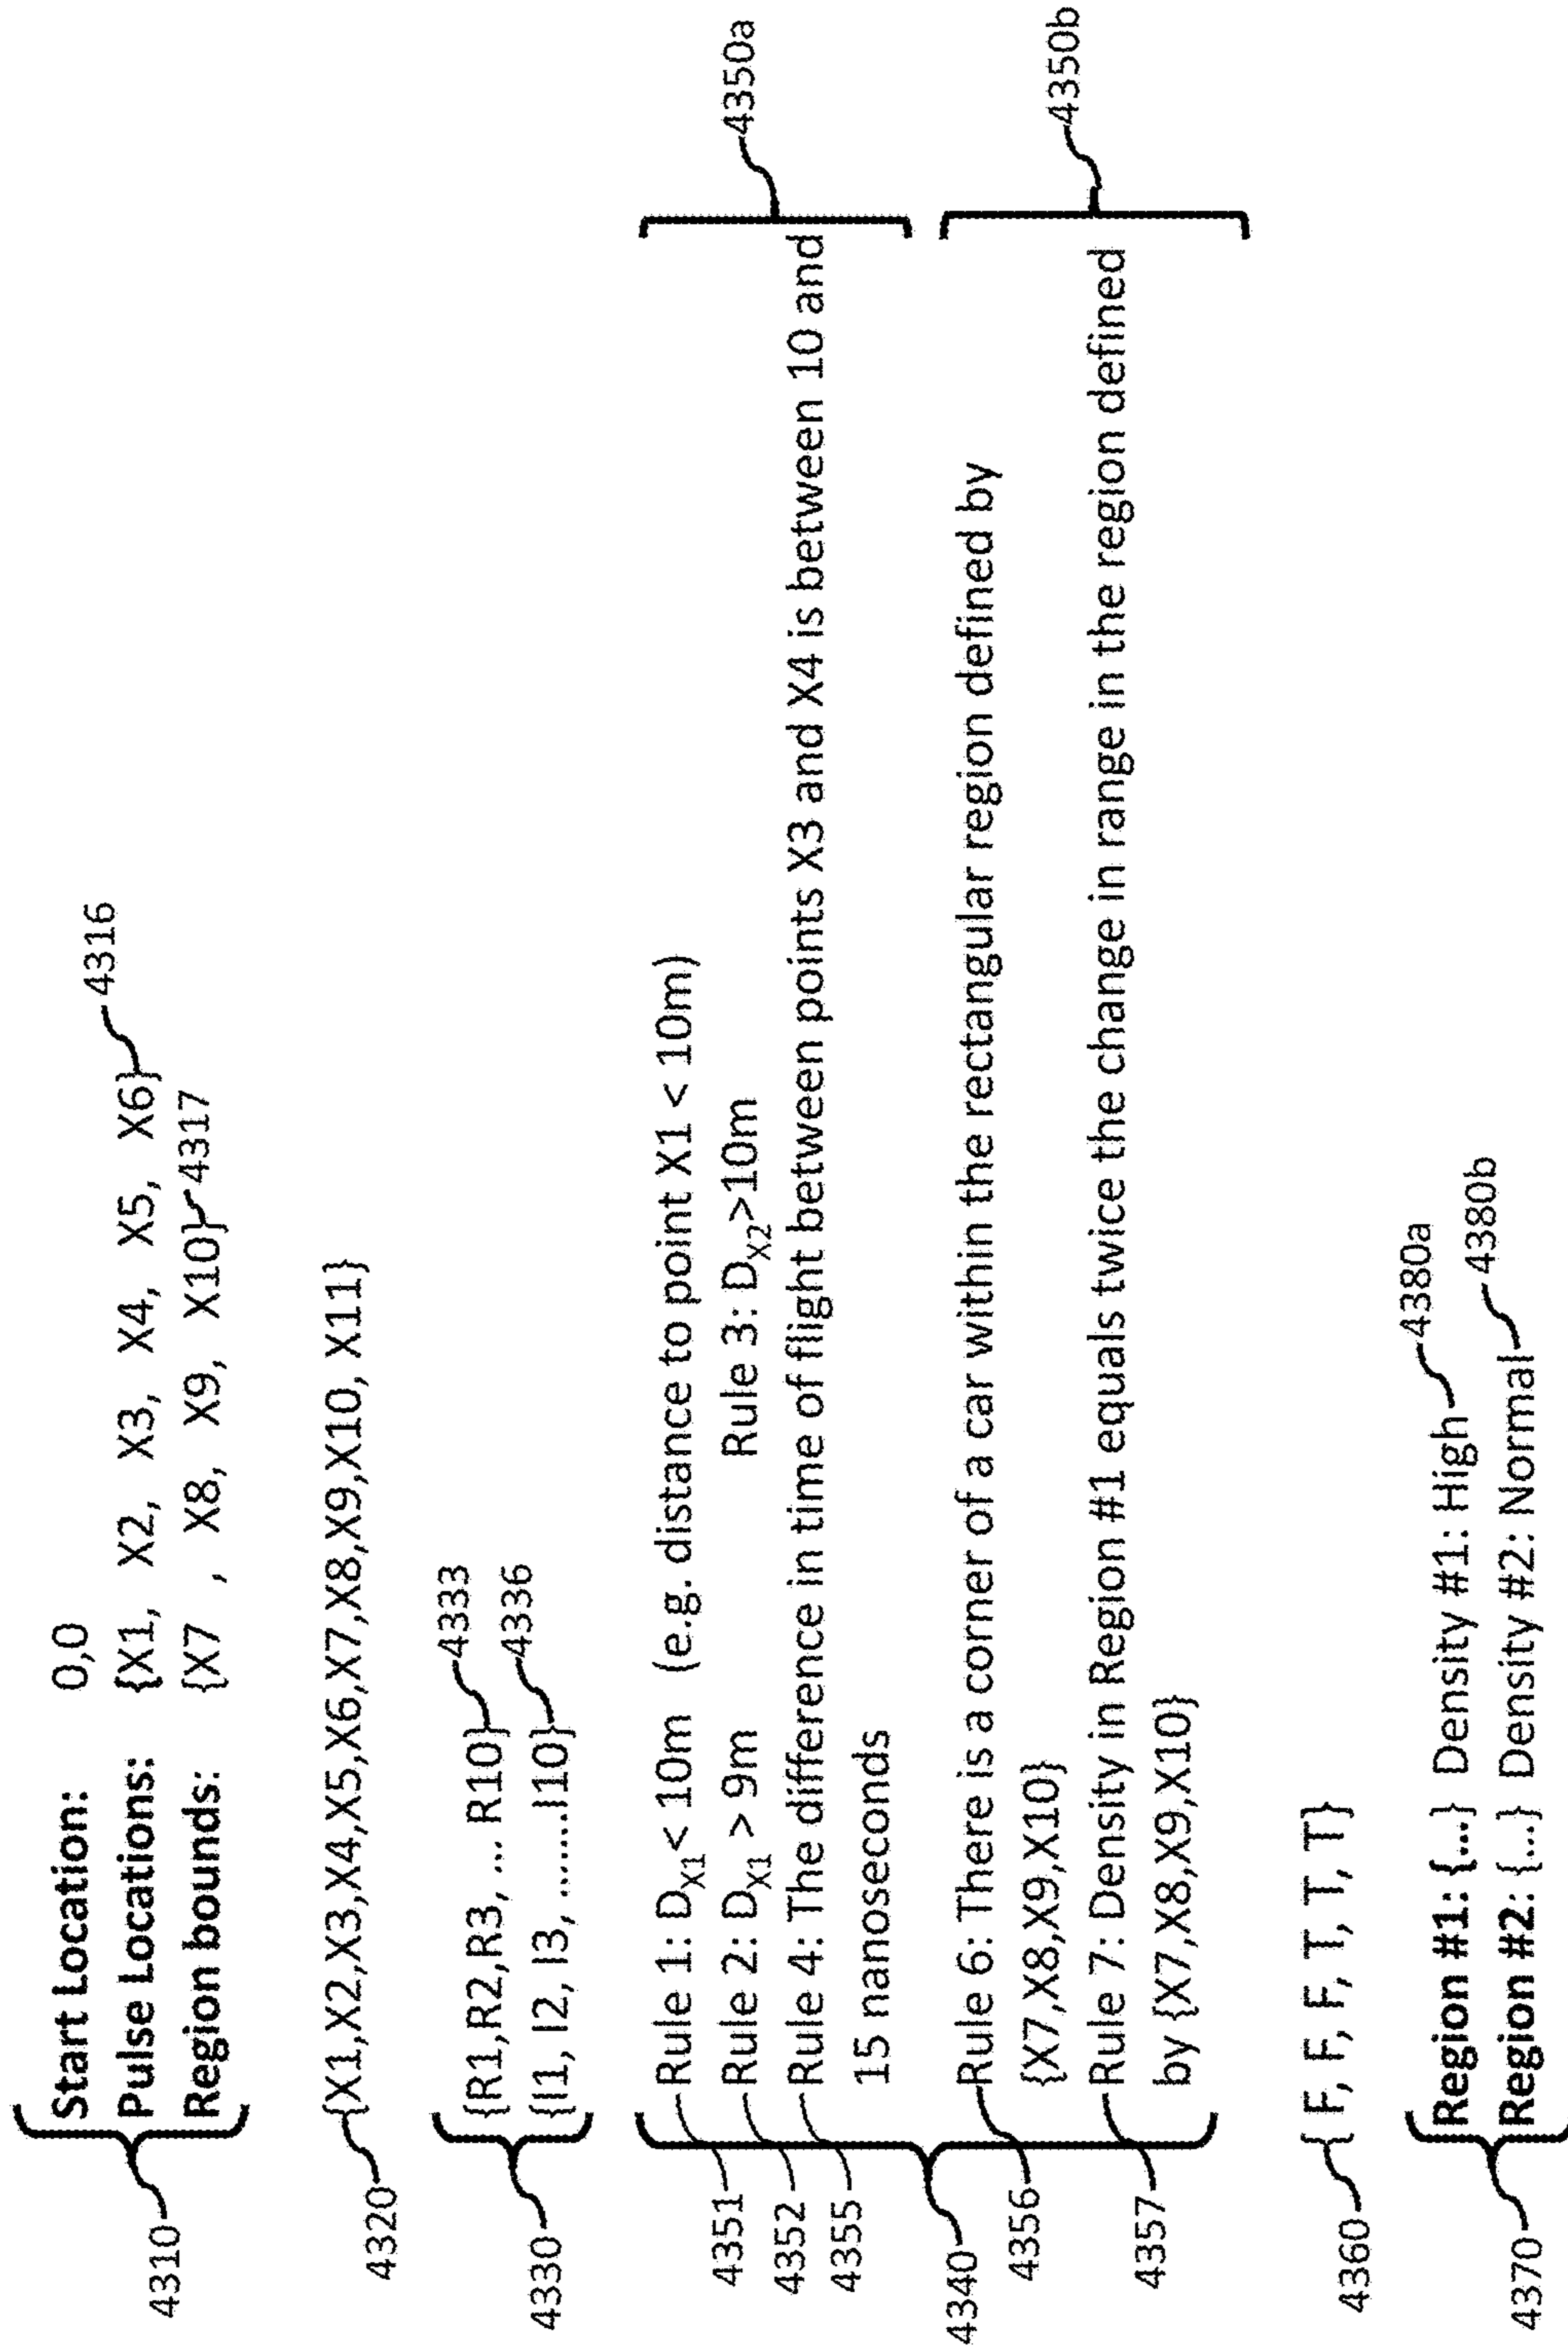 4310 Start Location: 0,0
Pulse Locations: {X1, X2, X3, X4, X5, X6} 4316
Region bounds: {X7 , X8, X9, X10} 4317
4320 {X1,X2,X3,X4,X5,X6,X7,X8,X9,X10, X11}
4330 {R1,R2,R3, ... R10} 4333
{I1, I2, I3, .......I10} 4336
4340
4351 Rule 1: D_X1 < 10m (e.g. distance to point X1 < 10m)
4352 Rule 2: D_X1 > 9m Rule 3: D_X2>10m
4355 Rule 4: The difference in time of flight between points X3 and X4 is between 10 and
15 nanoseconds
4350a
4356 Rule 6: There is a corner of a car within the rectangular region defined by
{X7,X8,X9,X10}
4357 Rule 7: Density in Region #1 equals twice the change in range in the region defined
by {X7,X8,X9,X10}
4350b
4360 { F, F, F, T, T, T}
4370 Region #1: {...} Density #1: High 4380a
Region #2: {...} Density #2: Normal 4380b